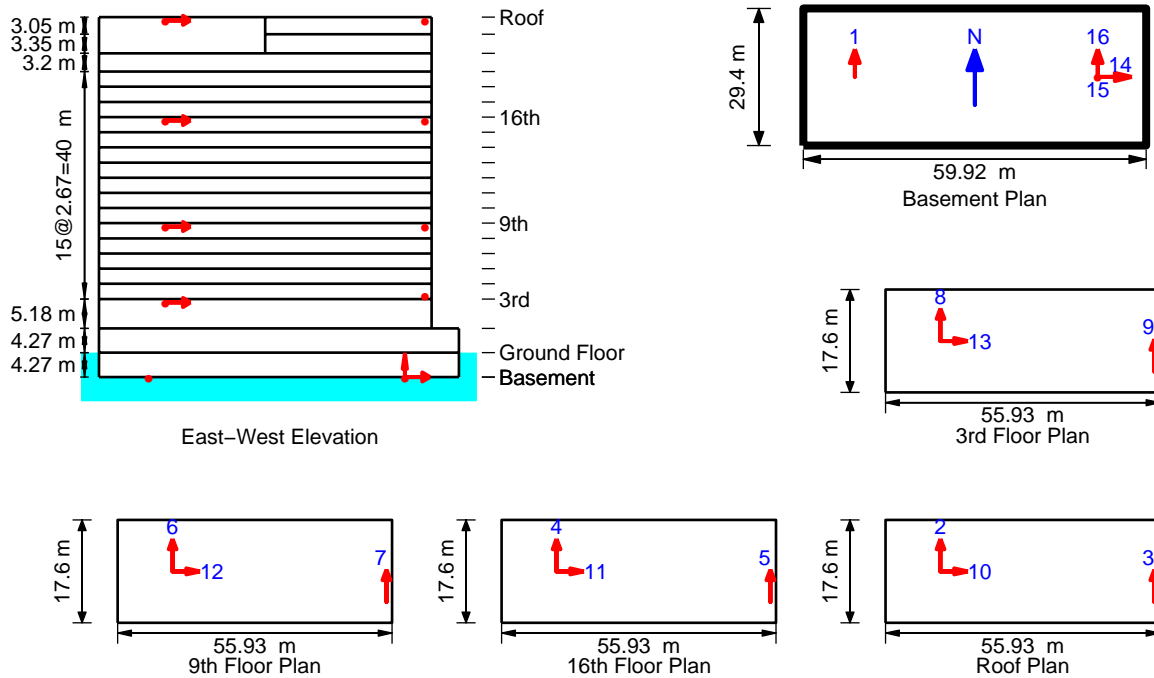 3.05 m
3.35 m
3.2 m
15@2.67=40 m
5.18 m
4.27 m
4.27 m
Roof
16th
9th
3rd
Ground Floor
Basement
East−West Elevation
29.4 m
1
N
16
14
15
59.92 m
Basement Plan
17.6 m
8
13
9
55.93 m
3rd Floor Plan
17.6 m
6
12
7
55.93 m
9th Floor Plan
17.6 m
4
11
5
55.93 m
16th Floor Plan
17.6 m
2
10
3
55.93 m
Roof Plan